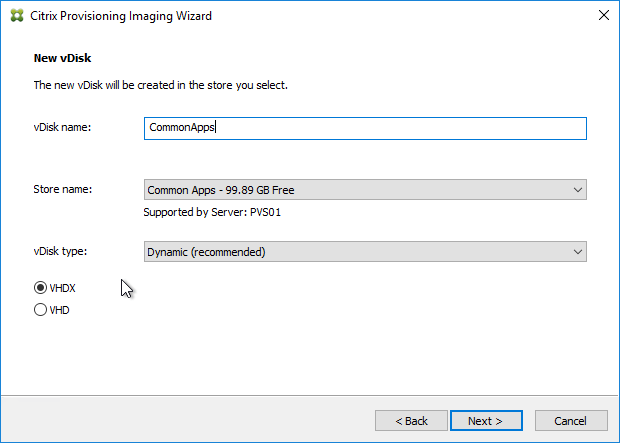 Citrix Provisioning Imaging Wizard
New vDisk
The new vDisk will be created in the store you select.
vDisk name: CommonApps
Store name: Common Apps - 99.89 GB Free
Supported by Server: PVS01
vDisk type: Dynamic (recommended)
VHDX
VHD
< Back Next > Cancel